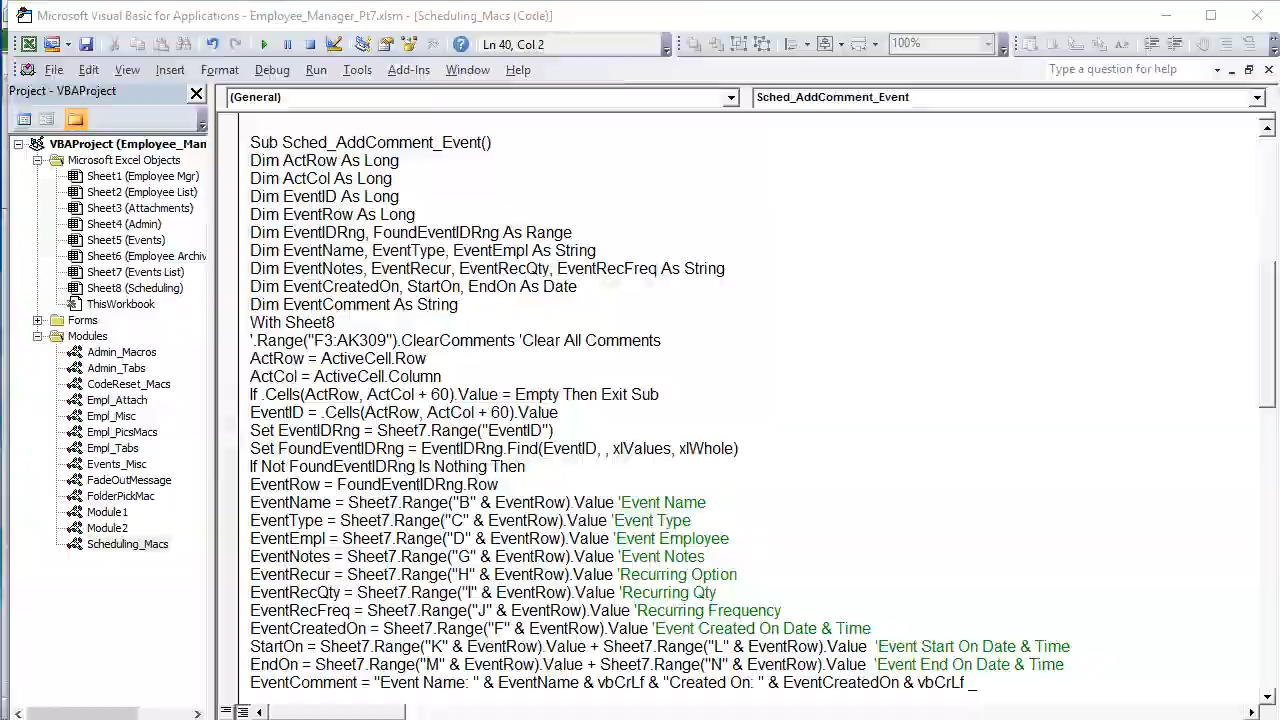 Microsoft Visual Basic for Applications - Employee_Manager_Pt7.xlsm - [Scheduling_Macs (Code)]
Ln 40, Col 2
100%
File Edit View Insert Format Debug Run Tools Add-Ins Window Help
Type a question for help
Project - VBAProject
(General)
Sched_AddComment_Event
VBAProject (Employee_Man
Microsoft Excel Objects
Sheet1 (Employee Mgr)
Sheet2 (Employee List)
Sheet3 (Attachments)
Sheet4 (Admin)
Sheet5 (Events)
Sheet6 (Employee Archiv
Sheet7 (Events List)
Sheet8 (Scheduling)
ThisWorkbook
Forms
Modules
Admin_Macros
Admin_Tabs
CodeReset_Macs
Empl_Attach
Empl_Misc
Empl_PicsMacs
Empl_Tabs
Events_Misc
FadeOutMessage
FolderPickMac
Module1
Module2
Scheduling_Macs
Sub Sched_AddComment_Event()
Dim ActRow As Long
Dim ActCol As Long
Dim EventID As Long
Dim EventRow As Long
Dim EventIDRng, FoundEventIDRng As Range
Dim EventName, EventType, EventEmpl As String
Dim EventNotes, EventRecur, EventRecQty, EventRecFreq As String
Dim EventCreatedOn, StartOn, EndOn As Date
Dim EventComment As String
With Sheet8
'.Range("F3:AK309").ClearComments 'Clear All Comments
ActRow = ActiveCell.Row
ActCol = ActiveCell.Column
If .Cells(ActRow, ActCol + 60).Value = Empty Then Exit Sub
EventID = .Cells(ActRow, ActCol + 60).Value
Set EventIDRng = Sheet7.Range("EventID")
Set FoundEventIDRng = EventIDRng.Find(EventID, , xlValues, xlWhole)
If Not FoundEventIDRng Is Nothing Then
EventRow = FoundEventIDRng.Row
EventName = Sheet7.Range("B" & EventRow).Value 'Event Name
EventType = Sheet7.Range("C" & EventRow).Value 'Event Type
EventEmpl = Sheet7.Range("D" & EventRow).Value 'Event Employee
EventNotes = Sheet7.Range("G" & EventRow).Value 'Event Notes
EventRecur = Sheet7.Range("H" & EventRow).Value 'Recurring Option
EventRecQty = Sheet7.Range("I" & EventRow).Value 'Recurring Qty
EventRecFreq = Sheet7.Range("J" & EventRow).Value 'Recurring Frequency
EventCreatedOn = Sheet7.Range("F" & EventRow).Value 'Event Created On Date & Time
StartOn = Sheet7.Range("K" & EventRow).Value + Sheet7.Range("L" & EventRow).Value 'Event Start On Date & Time
EndOn = Sheet7.Range("M" & EventRow).Value + Sheet7.Range("N" & EventRow).Value 'Event End On Date & Time
EventComment = "Event Name: " & EventName & vbCrLf & "Created On: " & EventCreatedOn & vbCrLf _